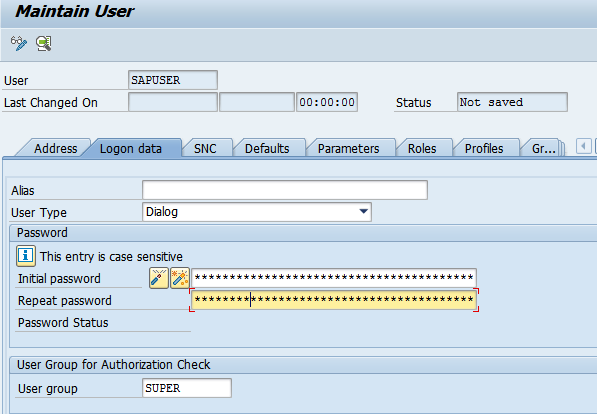 Maintain User
User SAPUSER
Last Changed On 00:00:00 Status Not saved
Address Logon data SNC Defaults Parameters Roles Profiles Gr...
Alias
User Type Dialog
Password
This entry is case sensitive
Initial password ****************************************
Repeat password ****************************************
Password Status
User Group for Authorization Check
User group SUPER